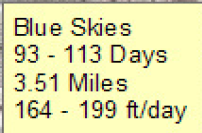 Blue Skies
93 - 113 Days
3.51 Miles
164 - 199 ft/day